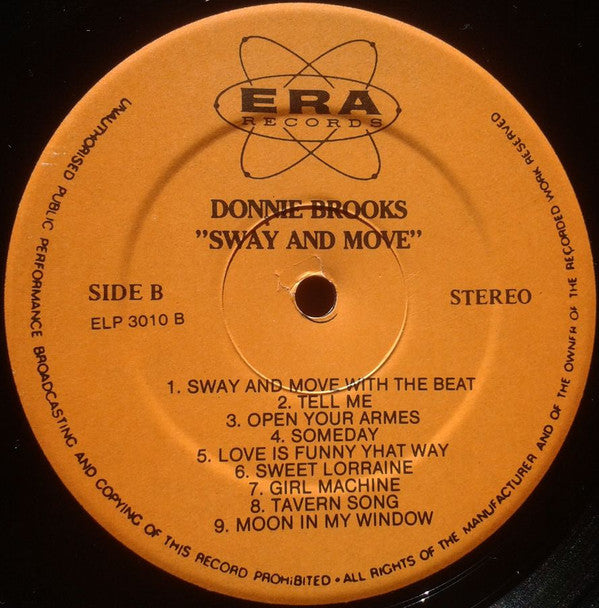 ERA
RECORDS
DONNIE BROOKS
"SWAY AND MOVE"
SIDE B
STEREO
ELP 3010 B
1. SWAY AND MOVE WITH THE BEAT
2. TELL ME
3. OPEN YOUR ARMES
4. SOMEDAY
5. LOVE IS FUNNY YHAT WAY
6. SWEET LORRAINE
7. GIRL MACHINE
8. TAVERN SONG
9. MOON IN MY WINDOW
UNAUTHORISED PUBLIC PERFORMANCE BROADCASTING AND COPYING OF THIS RECORD PROHIBITED • ALL RIGHTS OF THE MANUFACTURER AND OF THE OWNER OF THE RECORDED WORK RESERVED